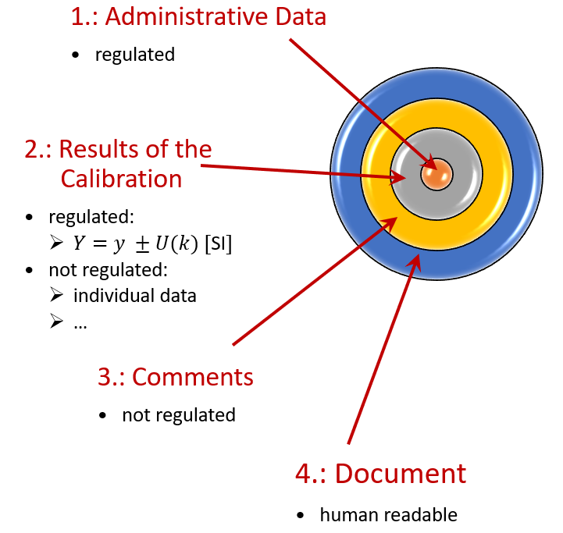 1.: Administrative Data
• regulated
2.: Results of the
Calibration
• regulated:
➢ Y = y ± U(k) [SI]
• not regulated:
➢ individual data
➢ ...
3.: Comments
• not regulated
4.: Document
• human readable